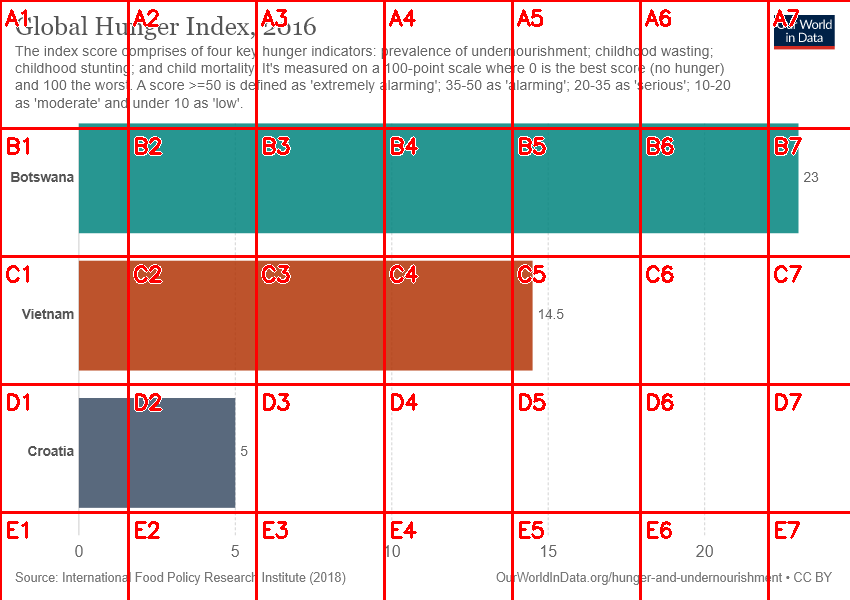 Global Hunger Index, 2016
Our World
in Data
The index score comprises of four key hunger indicators: prevalence of undernourishment; childhood wasting;
childhood stunting; and child mortality. It's measured on a 100-point scale where 0 is the best score (no hunger)
and 100 the worst. A score >=50 is defined as 'extremely alarming'; 35-50 as 'alarming'; 20-35 as 'serious'; 10-20
as 'moderate' and under 10 as 'low'.
A1 A2 A3 A4 A5 A6 A7
B1 B2 B3 B4 B5 B6 B7
Botswana 23
C1 C2 C3 C4 C5 C6 C7
Vietnam 14.5
D1 D2 D3 D4 D5 D6 D7
Croatia 5
E1 E2 E3 E4 E5 E6 E7
0 5 10 15 20
Source: International Food Policy Research Institute (2018)
OurWorldInData.org/hunger-and-undernourishment • CC BY